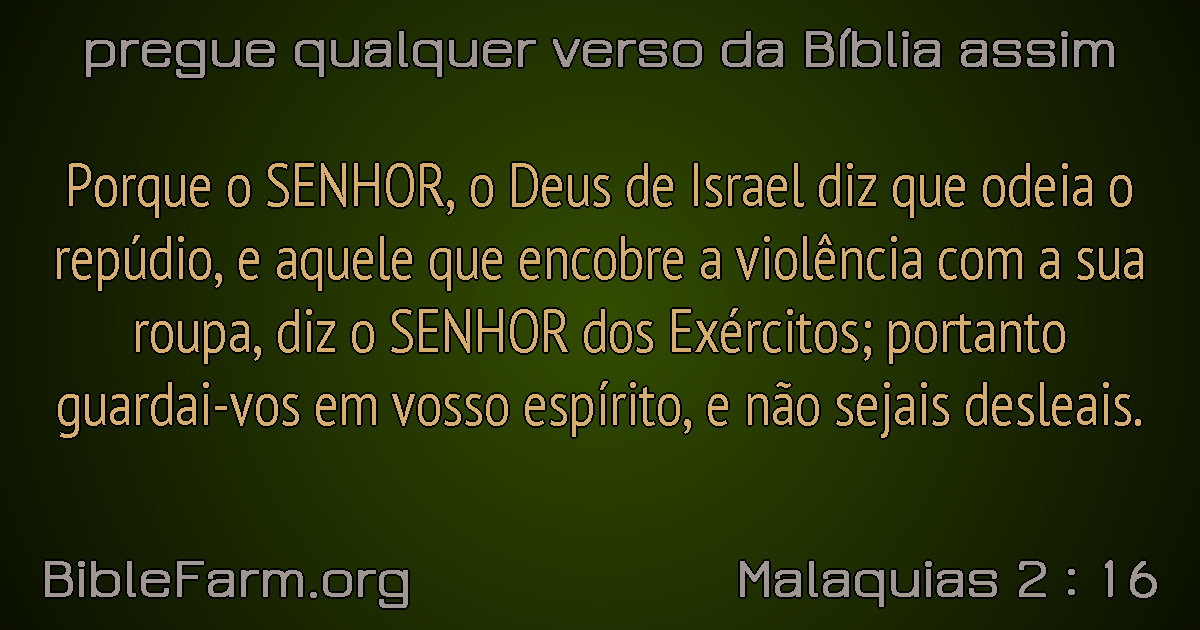 pregue qualquer verso da Bíblia assim
Porque o SENHOR, o Deus de Israel diz que odeia o
repúdio, e aquele que encobre a violência com a sua
roupa, diz o SENHOR dos Exércitos; portanto
guardai-vos em vosso espírito, e não sejais desleais.
BibleFarm.org
Malaquias 2 : 16